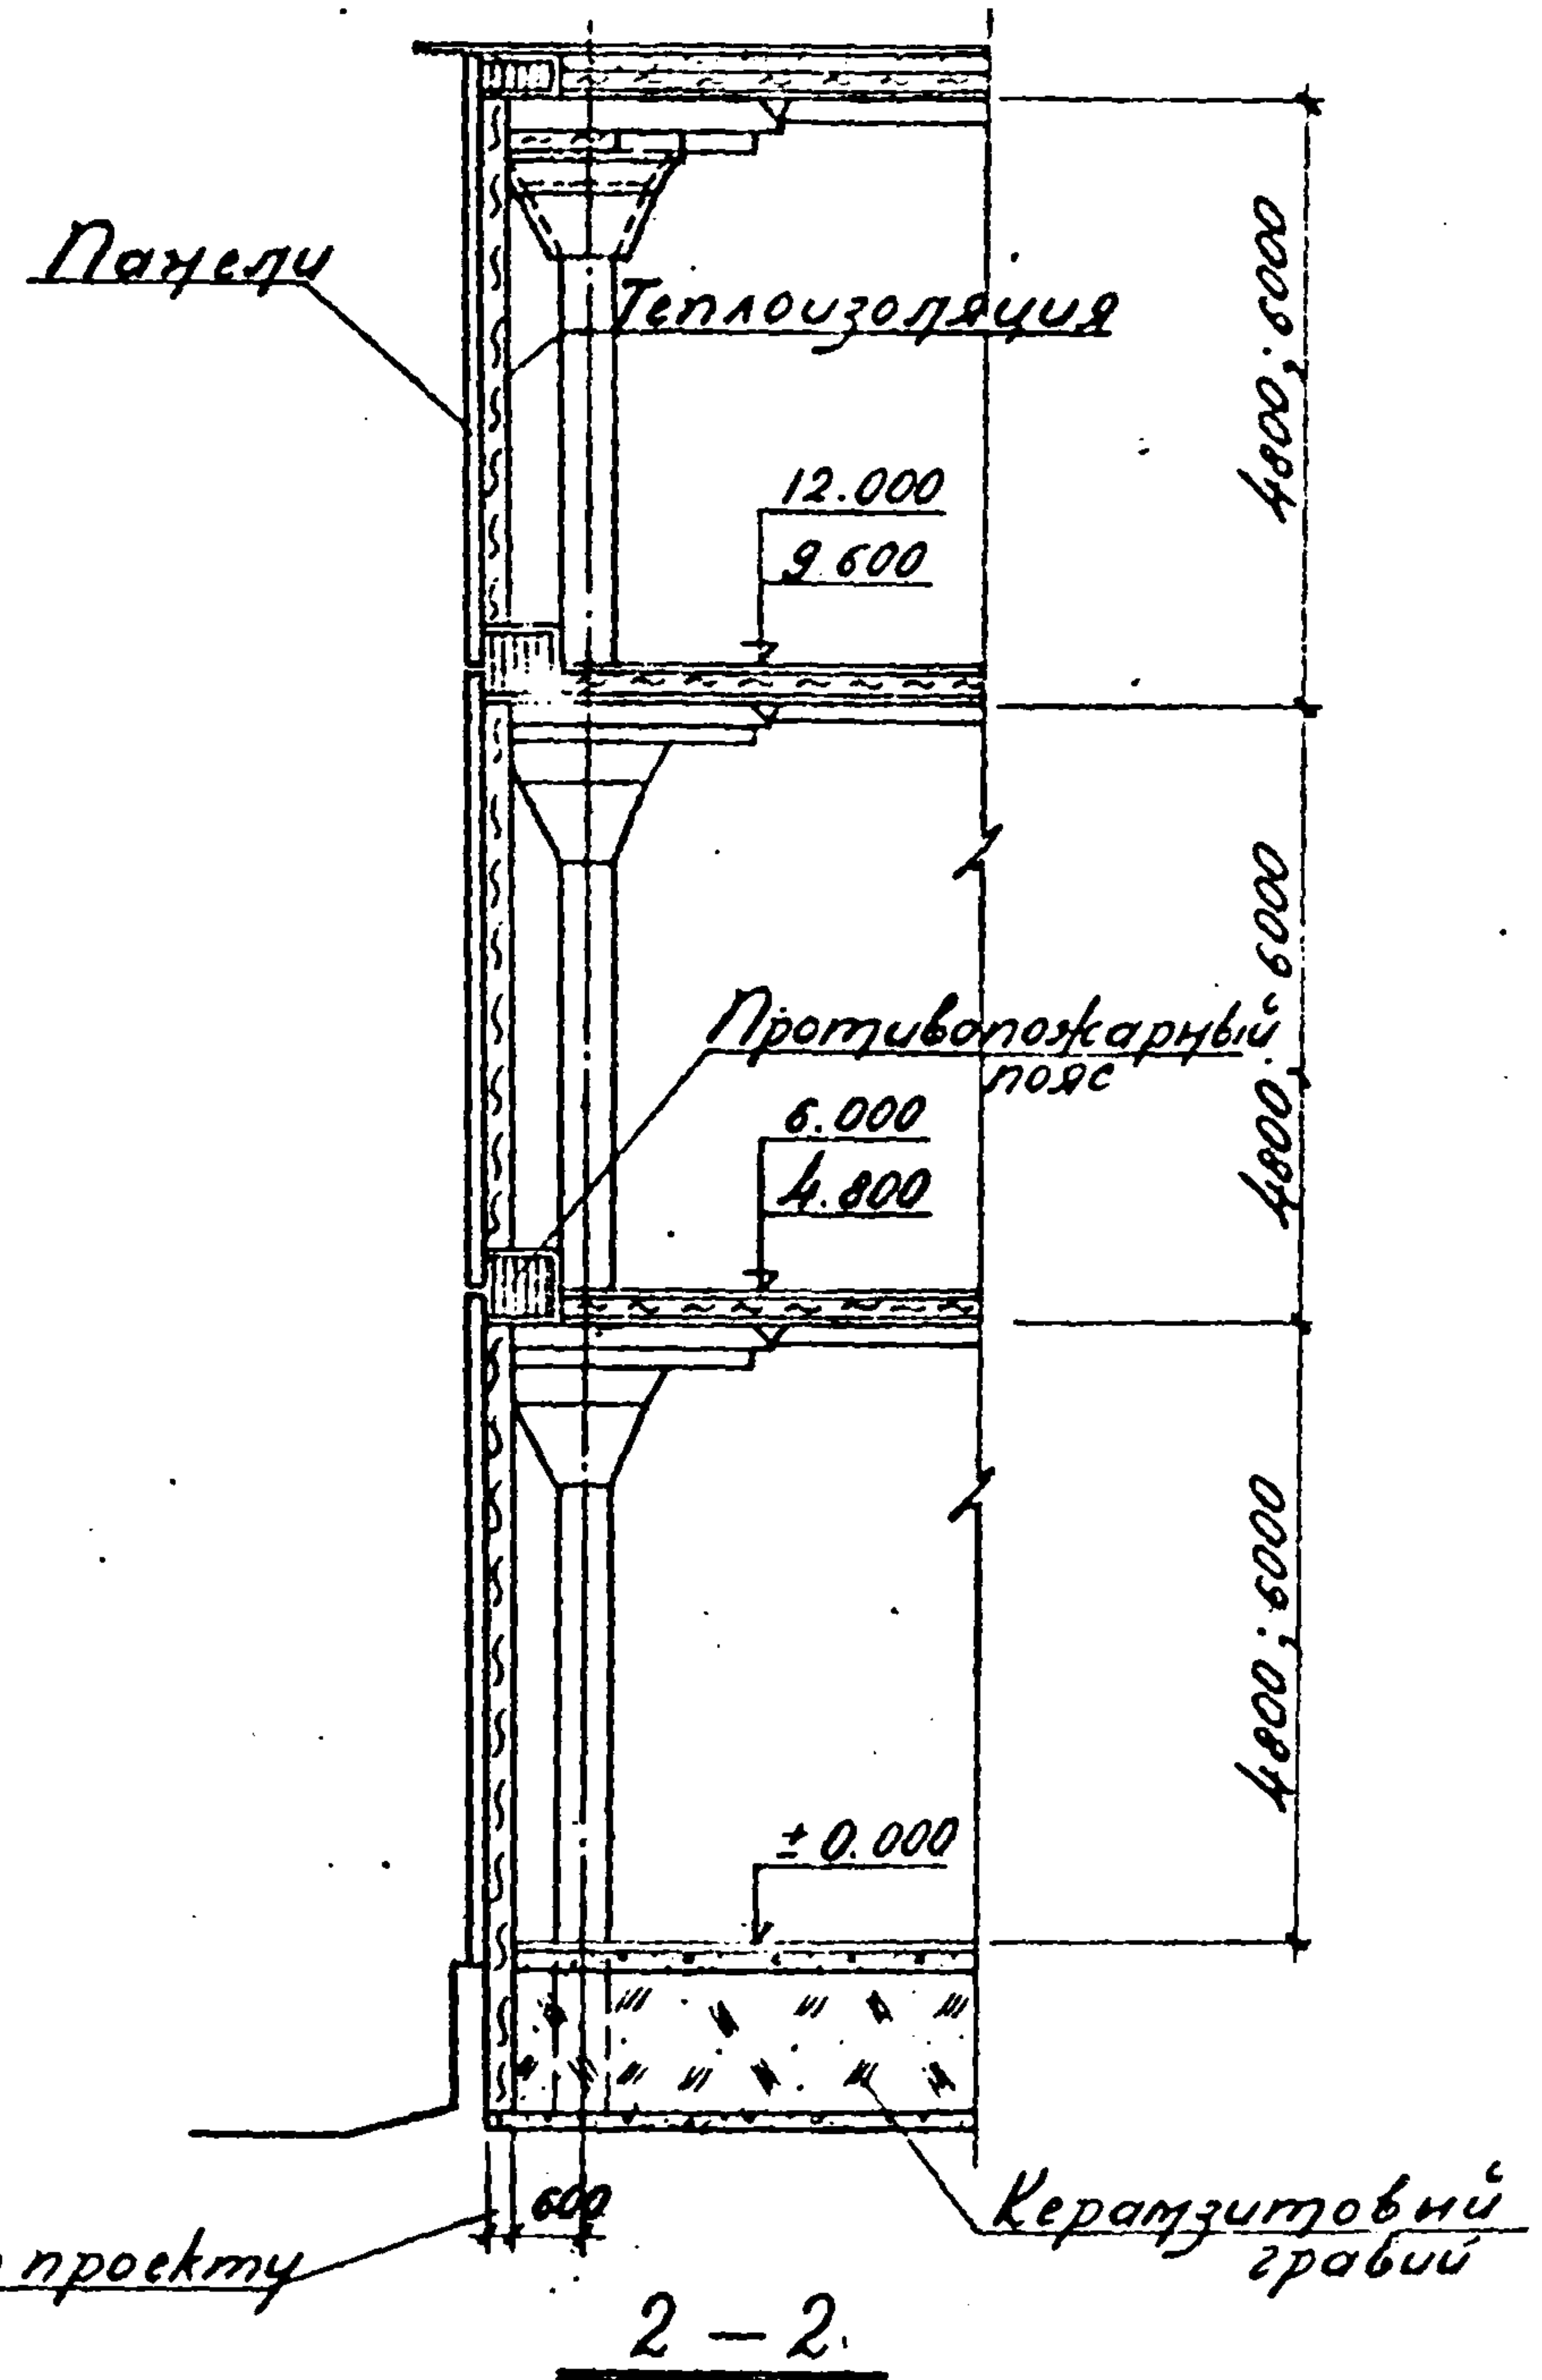 Панели
Теплоизоляция
4800; 6000
12.000
9.600
Противопожарный
пояс
4800; 6000
6.000
4.800
4800; 6000
± 0.000
600
проекту
Керамзитовый
гравий
2 – 2